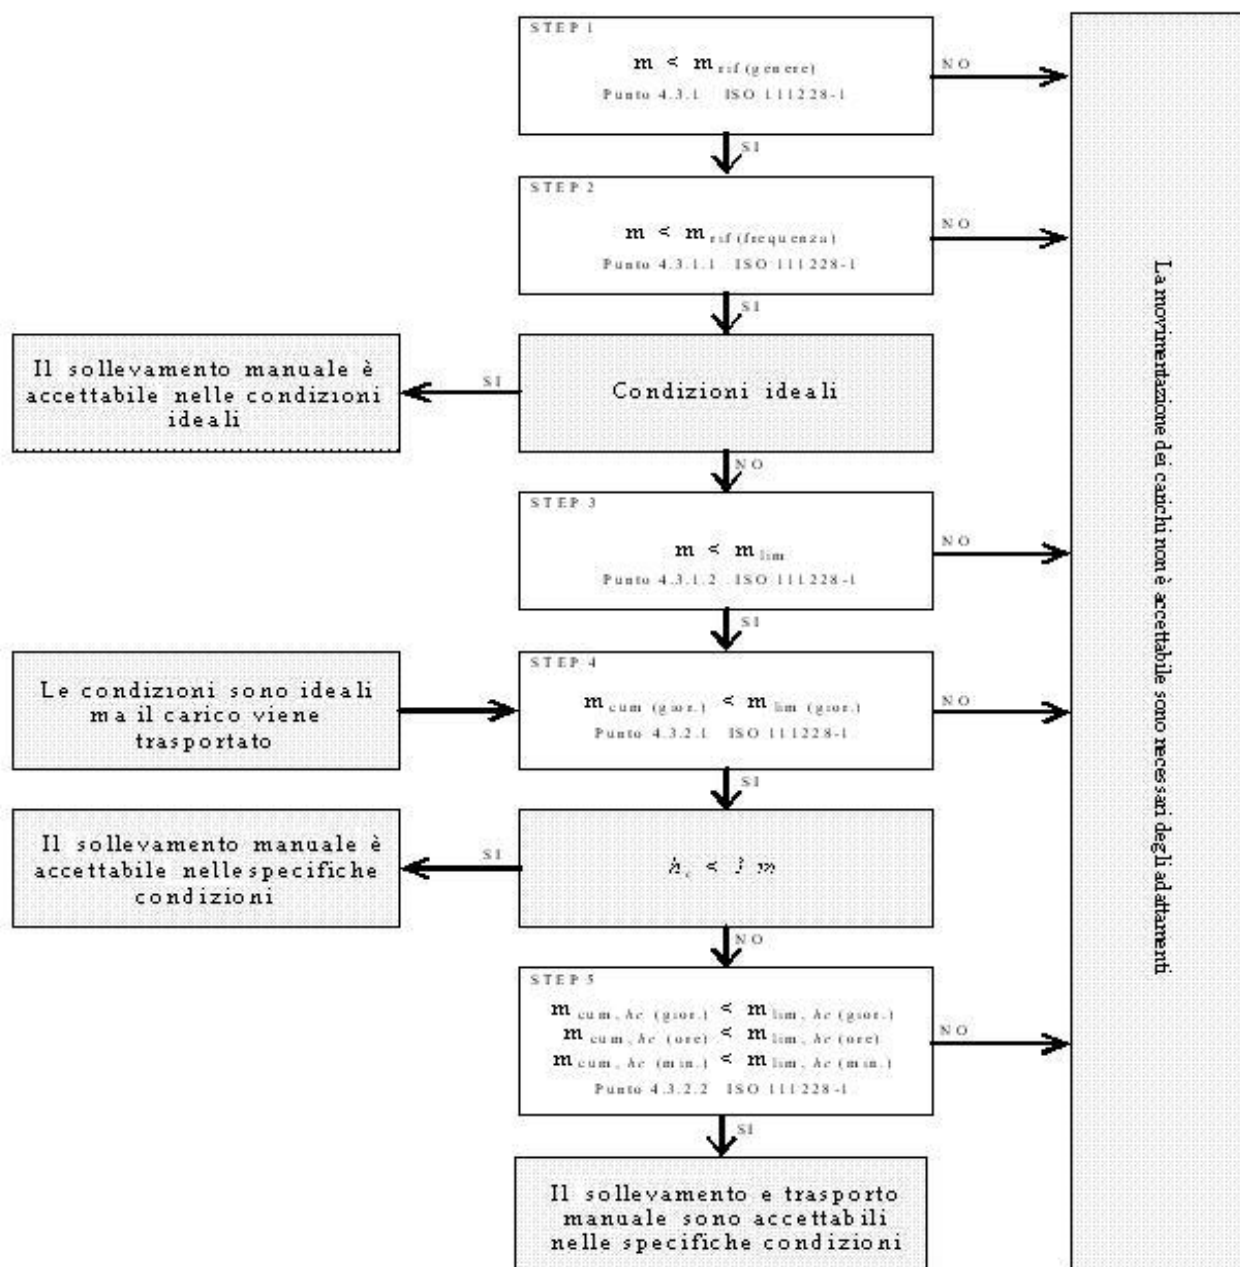 STEP 1
m < m rif (genere)
Punto 4.3.1 ISO 111228-1
NO
SI
STEP 2
m < m rif (frequenza)
Punto 4.3.1.1 ISO 111228-1
NO
SI
Il sollevamento manuale è
accettabile nelle condizioni
ideali
SI
Condizioni ideali
NO
STEP 3
m < m lim
Punto 4.3.1.2 ISO 111228-1
NO
SI
Le condizioni sono ideali
ma il carico viene
trasportato
STEP 4
m cum (gior.) < m lim (gior.)
Punto 4.3.2.1 ISO 111228-1
NO
SI
Il sollevamento manuale è
accettabile nelle specifiche
condizioni
SI
h c < 3 m
NO
STEP 5
m cum, hc (gior.) < m lim, hc (gior.)
m cum, hc (ore) < m lim, hc (ore)
m cum, hc (min.) < m lim, hc (min.)
Punto 4.3.2.2 ISO 111228-1
NO
SI
Il sollevamento e trasporto
manuale sono accettabili
nelle specifiche condizioni
La movimentazione dei carichi non è accettabile sono necessari degli adattamenti